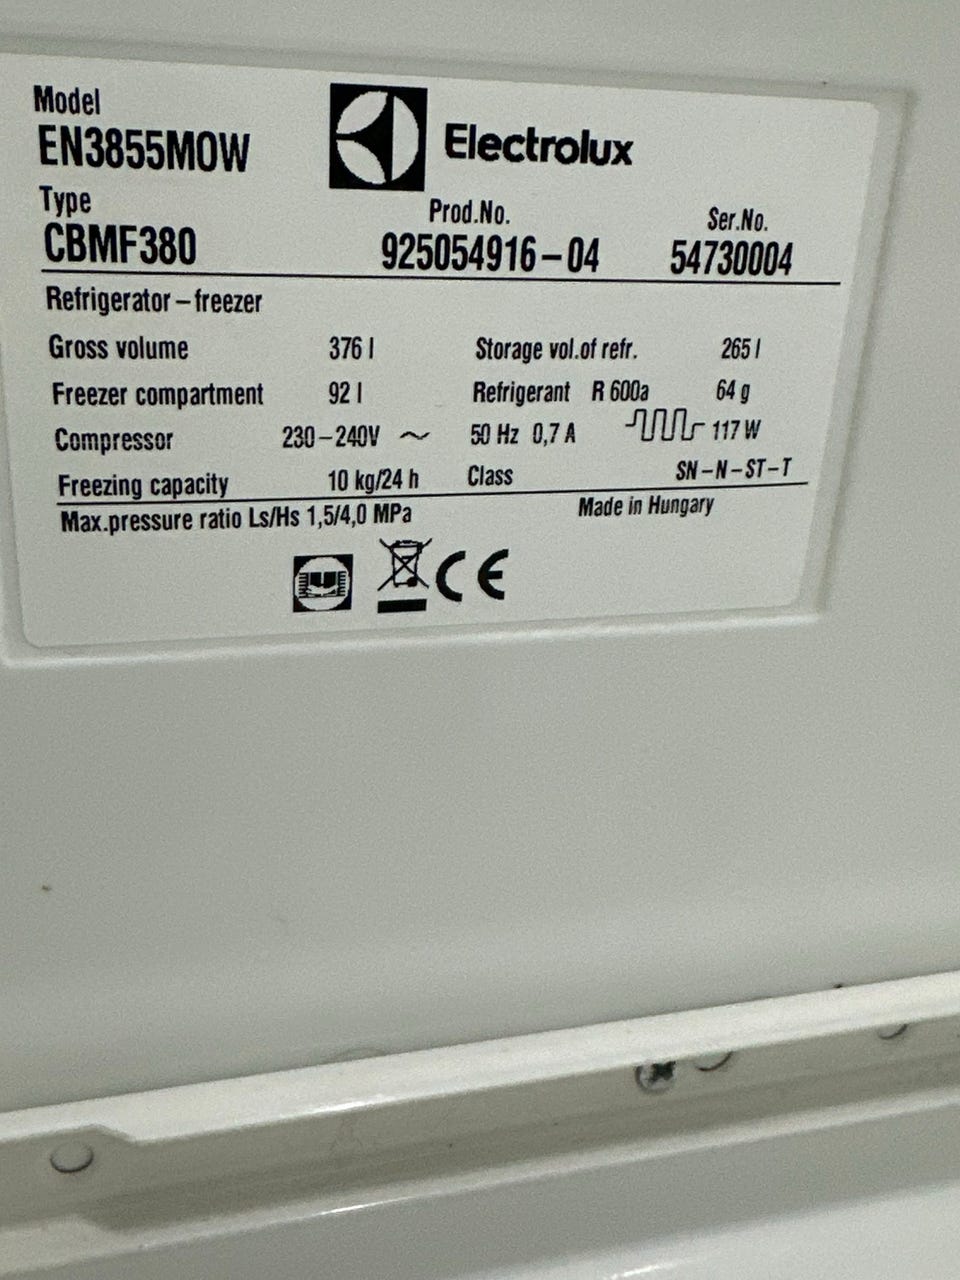 Model
EN3855MOW
Electrolux
Type
CBMF380
Prod.No.
925054916-04
Ser.No.
54730004
Refrigerator-freezer
Gross volume 376 l Storage vol.of refr. 265 l
Freezer compartment 92 l Refrigerant R 600a 64 g
Compressor 230-240V ~ 50 Hz 0,7 A 117 W
Freezing capacity 10 kg/24 h Class SN-N-ST-T
Max.pressure ratio Ls/Hs 1,5/4,0 MPa Made in Hungary
CE